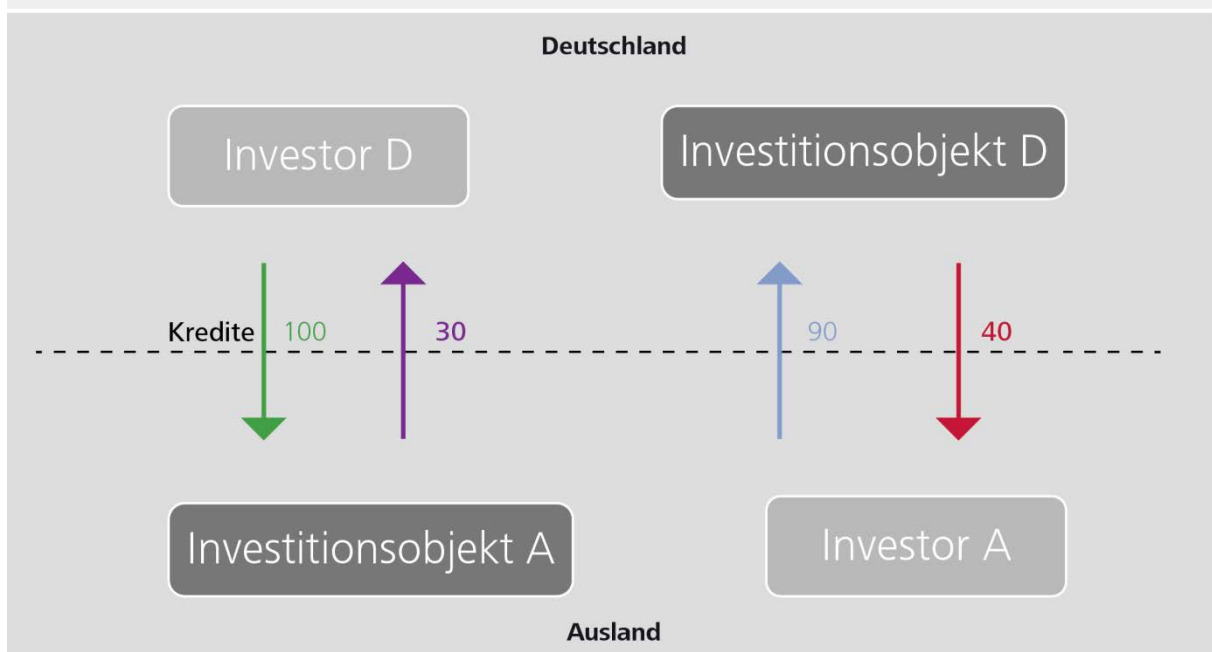 Deutschland
Investor D
Investitionsobjekt D
Kredite 100 30 90 40
Investitionsobjekt A
Investor A
Ausland